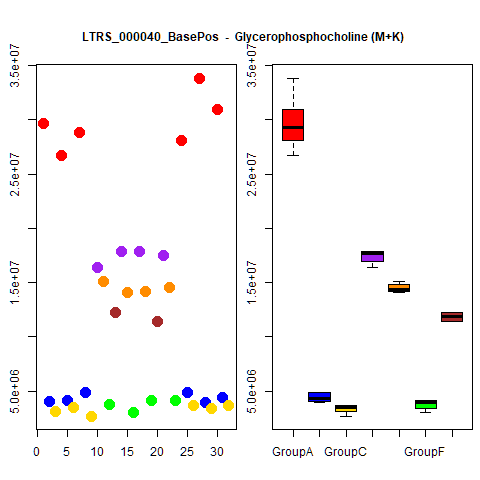 LTRS_000040_BasePos - Glycerophosphocholine (M+K)
3.5e+07
2.5e+07
1.5e+07
5.0e+06
0 5 10 15 20 25 30
3.5e+07
2.5e+07
1.5e+07
5.0e+06
GroupA GroupC GroupF